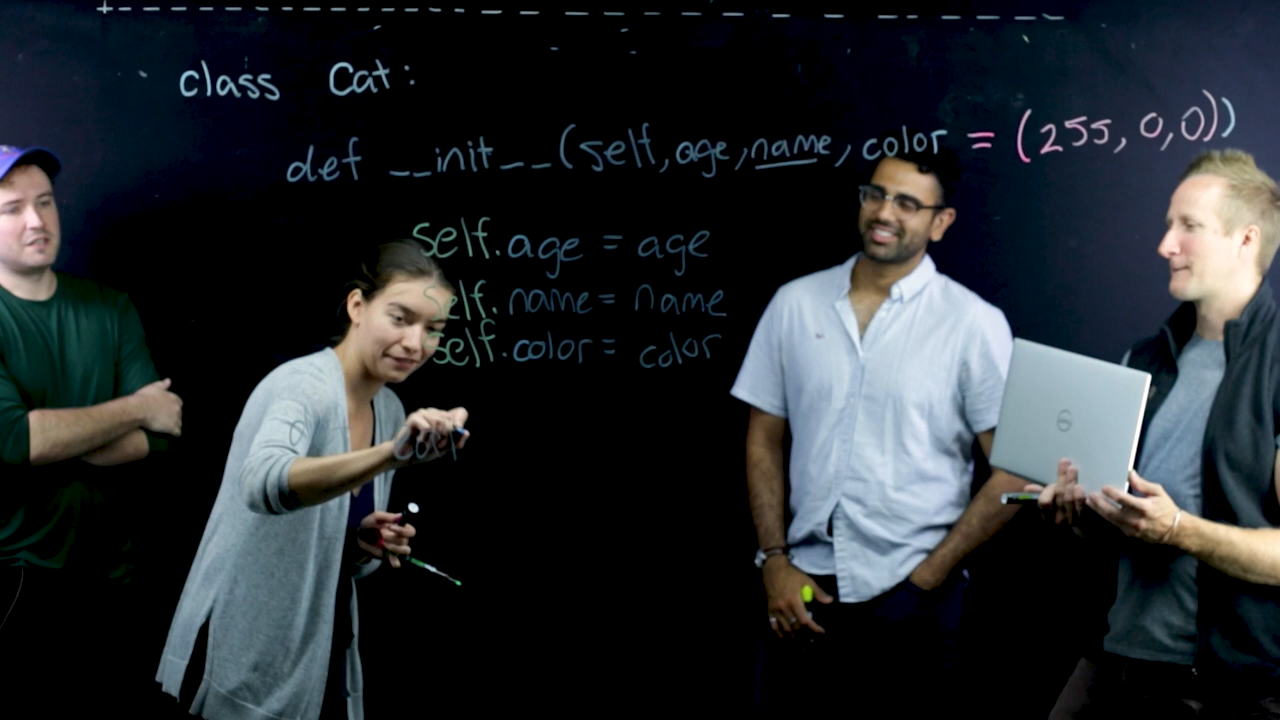 class Cat:
def __init__(self, age, name, color = (255, 0, 0))
self.age = age
self.name = name
self.color = color
def